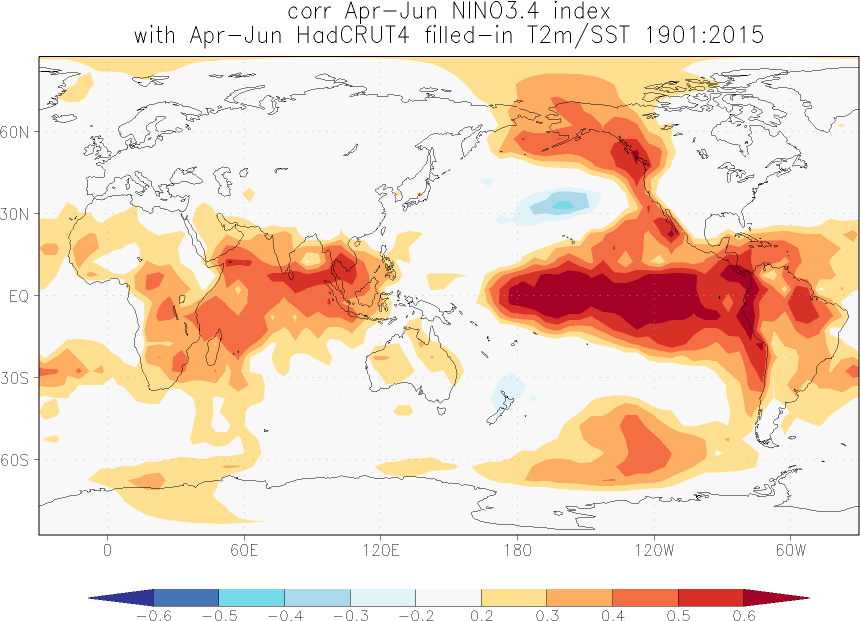 corr Apr-Jun NINO3.4 index
with Apr-Jun HadCRUT4 filled-in T2m/SST 1901:2015
60N
30N
EQ
30S
60S
0 60E 120E 180 120W 60W
-0.6 -0.5 -0.4 -0.3 -0.2 0.2 0.3 0.4 0.5 0.6